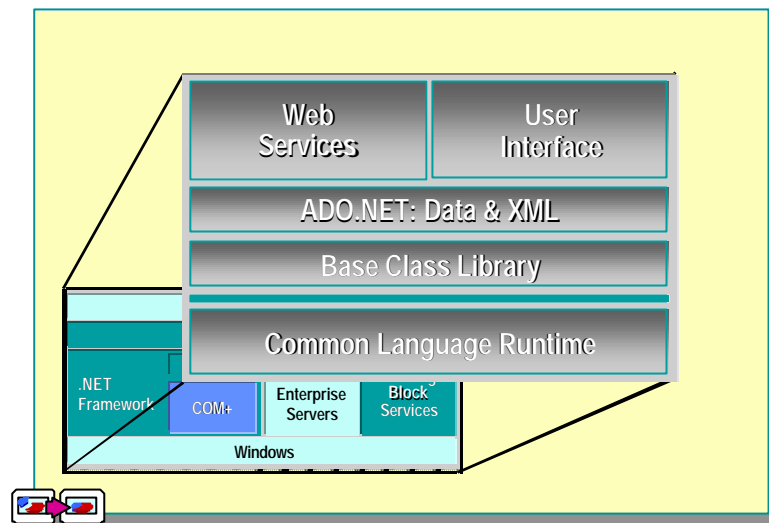 Web
Services
User
Interface
ADO.NET: Data & XML
Base Class Library
Common Language Runtime
.NET
Framework
COM+
Enterprise
Servers
Block
Services
Windows